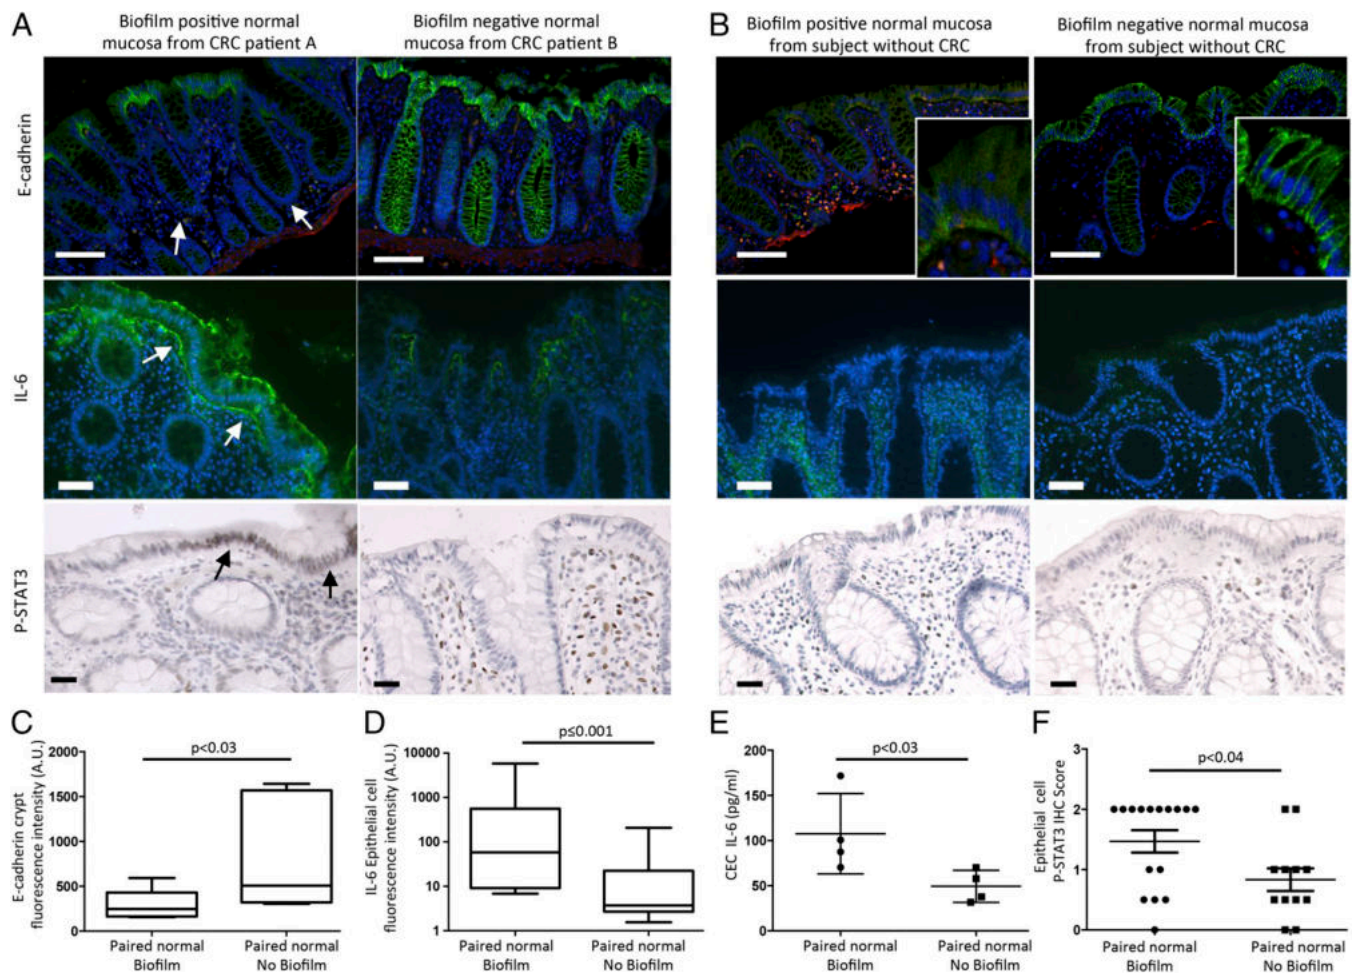 A
Biofilm positive normal
mucosa from CRC patient A
Biofilm negative normal
mucosa from CRC patient B
E-cadherin
IL-6
P-STAT3
B
Biofilm positive normal mucosa
from subject without CRC
Biofilm negative normal mucosa
from subject without CRC
C
E-cadherin crypt
fluorescence intensity (A.U.)
2000
1500
1000
500
0
p<0.03
Paired normal
Biofilm
Paired normal
No Biofilm
D
IL-6 Epithelial cell
fluorescence intensity (A.U.)
10000
1000
100
10
1
p≤0.001
Paired normal
Biofilm
Paired normal
No Biofilm
E
CEC IL-6 (pg/ml)
200
150
100
50
0
p<0.03
Paired normal
Biofilm
Paired normal
No Biofilm
F
Epithelial cell
P-STAT3 IHC Score
3
2
1
0
p<0.04
Paired normal
Biofilm
Paired normal
No Biofilm